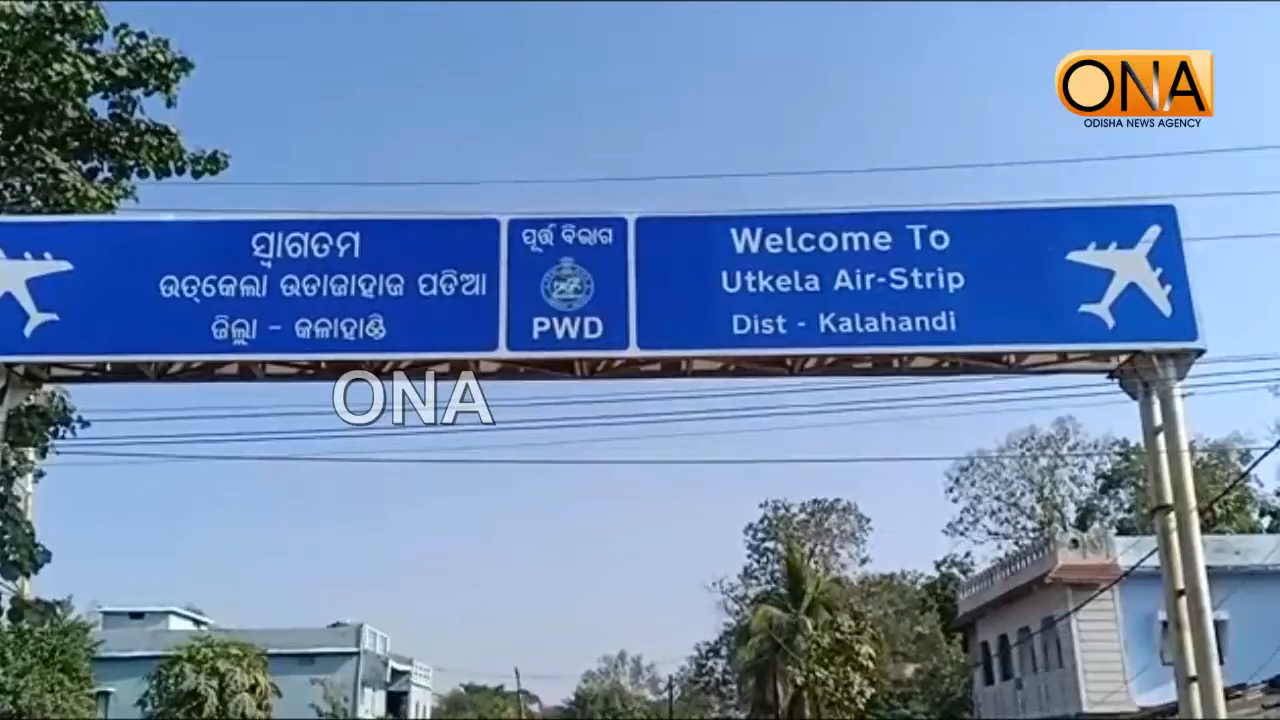 ONA
ODISHA NEWS AGENCY
ସ୍ୱାଗତମ
ଉତ୍‌କେଲା ଉଡାଜାହାଜ ପଡିଆ
ଜିଲ୍ଲା - କଳାହାଣ୍ଡି
ପୂର୍ତ୍ତ ବିଭାଗ
PWD
Welcome To
Utkela Air-Strip
Dist - Kalahandi
ONA